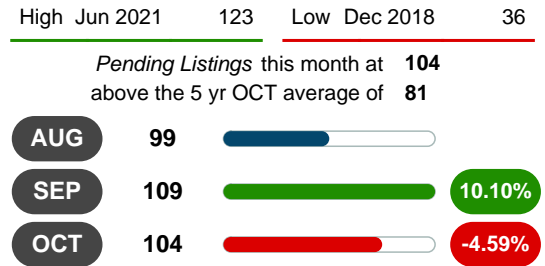 High Jun 2021 123 Low Dec 2018 36
Pending Listings this month at 104
above the 5 yr OCT average of 81
AUG 99
SEP 109 10.10%
OCT 104 -4.59%